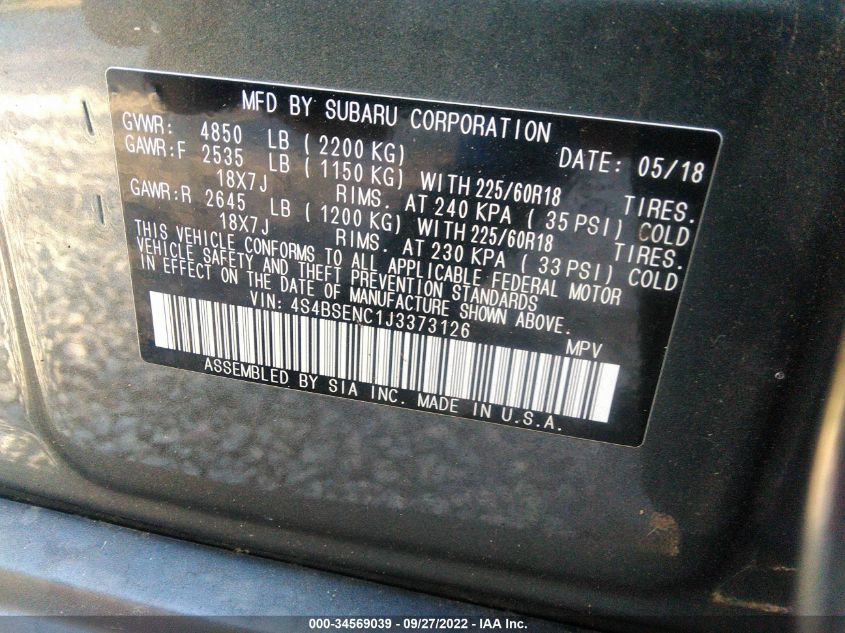 MFD BY SUBARU CORPORATION
GVWR: 4850 LB ( 2200 KG) DATE: 05/18
GAWR:F 2535 LB ( 1150 KG) WITH 225/60R18 TIRES.
18X7J RIMS. AT 240 KPA ( 35 PSI) COLD
GAWR:R 2645 LB ( 1200 KG) WITH 225/60R18 TIRES.
18X7J RIMS. AT 230 KPA ( 33 PSI) COLD
THIS VEHICLE CONFORMS TO ALL APPLICABLE FEDERAL MOTOR
VEHICLE SAFETY AND THEFT PREVENTION STANDARDS
IN EFFECT ON THE DATE OF MANUFACTURE SHOWN ABOVE.
VIN: 4S4BSENC1J3373126 MPV
ASSEMBLED BY SIA INC. MADE IN U.S.A.
000-34569039 - 09/27/2022 - IAA Inc.